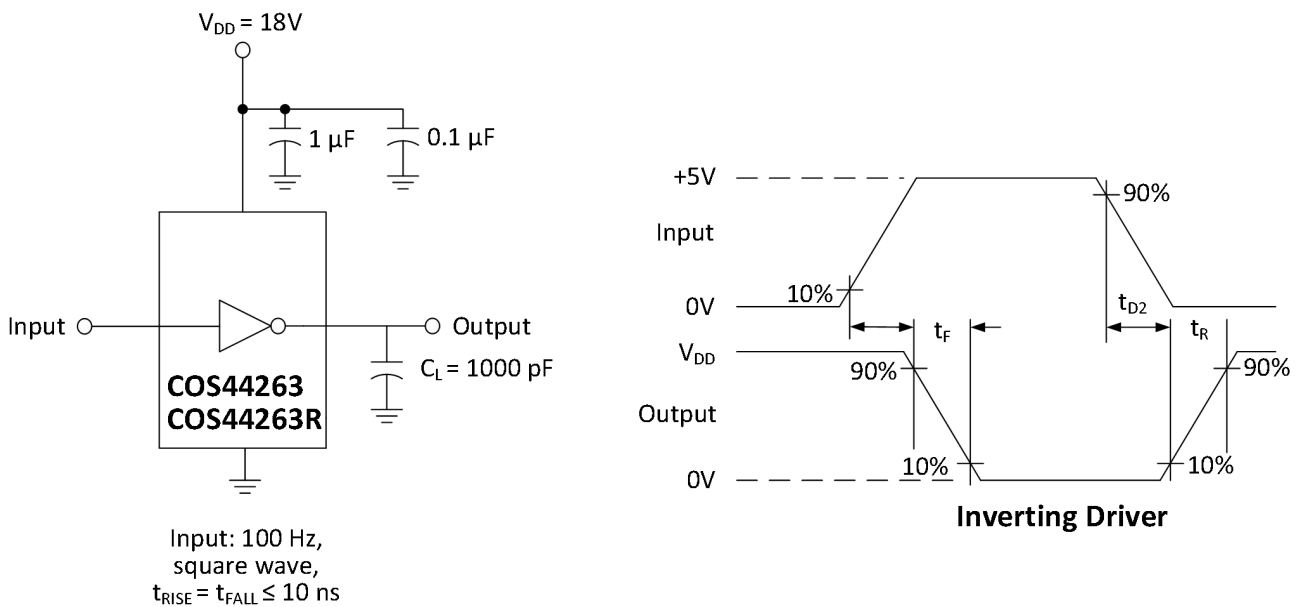 V_DD = 18V
1 µF
0.1 µF
Input
Output
C_L = 1000 pF
COS44263
COS44263R
Input: 100 Hz,
square wave,
t_RISE = t_FALL ≤ 10 ns
+5V
90%
Input
10%
0V
t_D2
t_F
t_R
V_DD
90%
90%
Output
10%
10%
0V
Inverting Driver